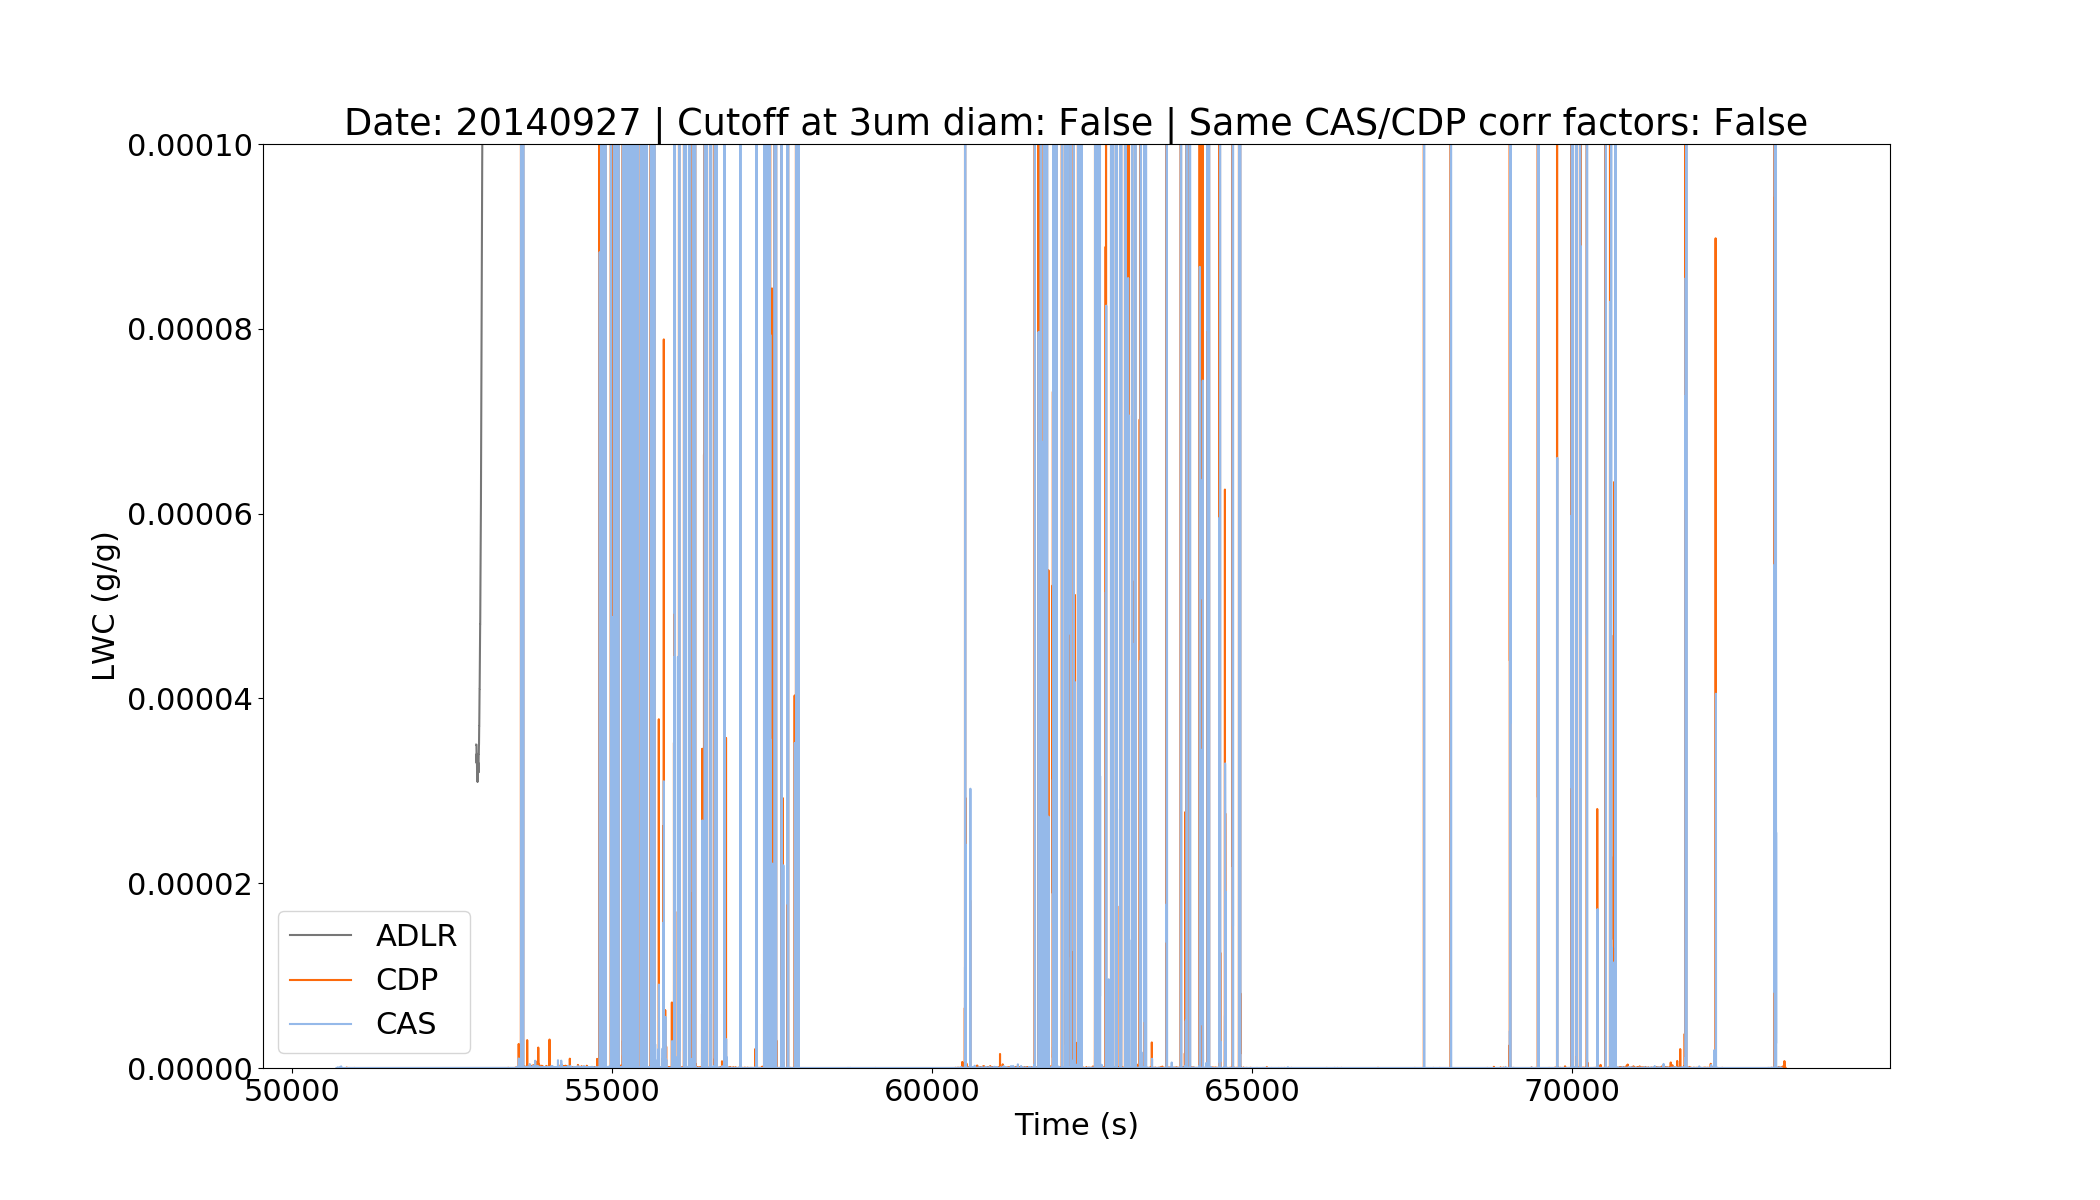 Date: 20140927 | Cutoff at 3um diam: False | Same CAS/CDP corr factors: False
0.00010
0.00008
0.00006
0.00004
0.00002
0.00000
LWC (g/g)
ADLR
CDP
CAS
50000 55000 60000 65000 70000
Time (s)